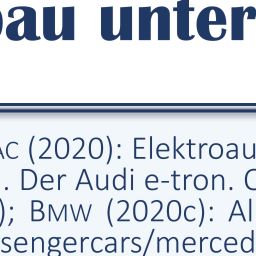 bau unter
AC (2020): Elektroau
. Der Audi e-tron. 
); BMW (2020c): Al
sengercars/merced